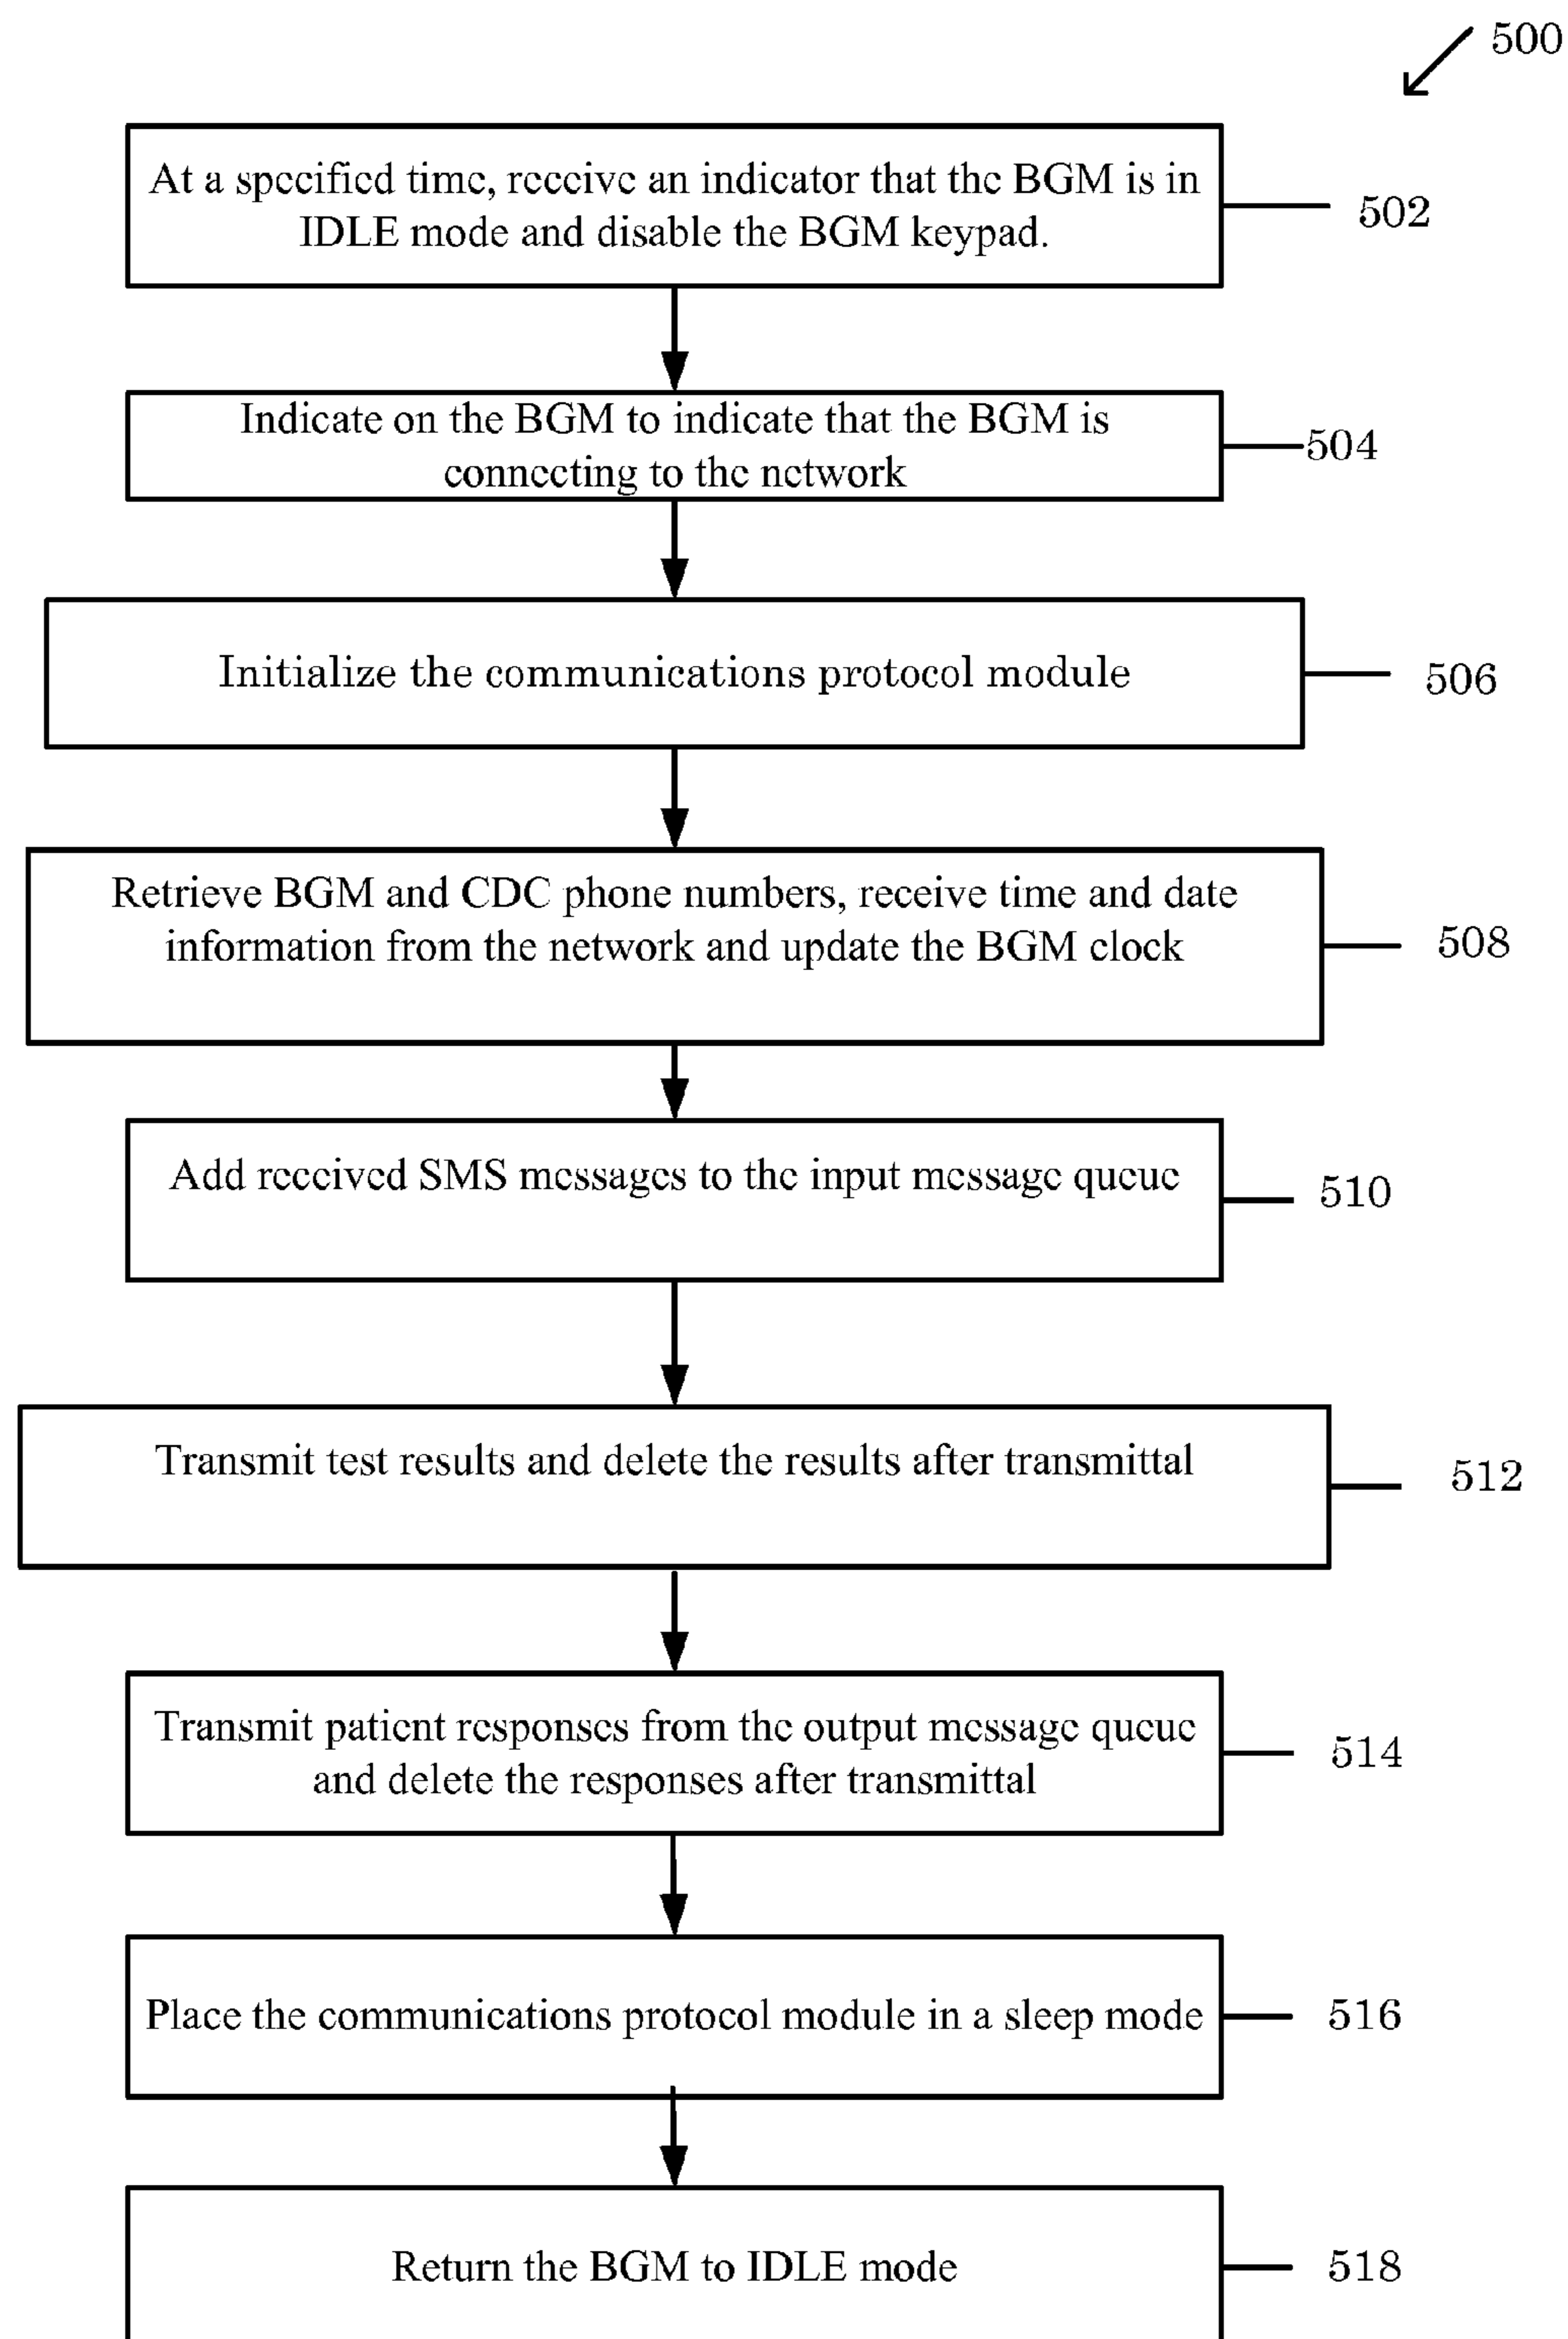 500
At a specified time, receive an indicator that the BGM is in
IDLE mode and disable the BGM keypad.
502
Indicate on the BGM to indicate that the BGM is
connecting to the network
504
Initialize the communications protocol module
506
Retrieve BGM and CDC phone numbers, receive time and date
information from the network and update the BGM clock
508
Add received SMS messages to the input message queue
510
Transmit test results and delete the results after transmittal
512
Transmit patient responses from the output message queue
and delete the responses after transmittal
514
Place the communications protocol module in a sleep mode
516
Return the BGM to IDLE mode
518